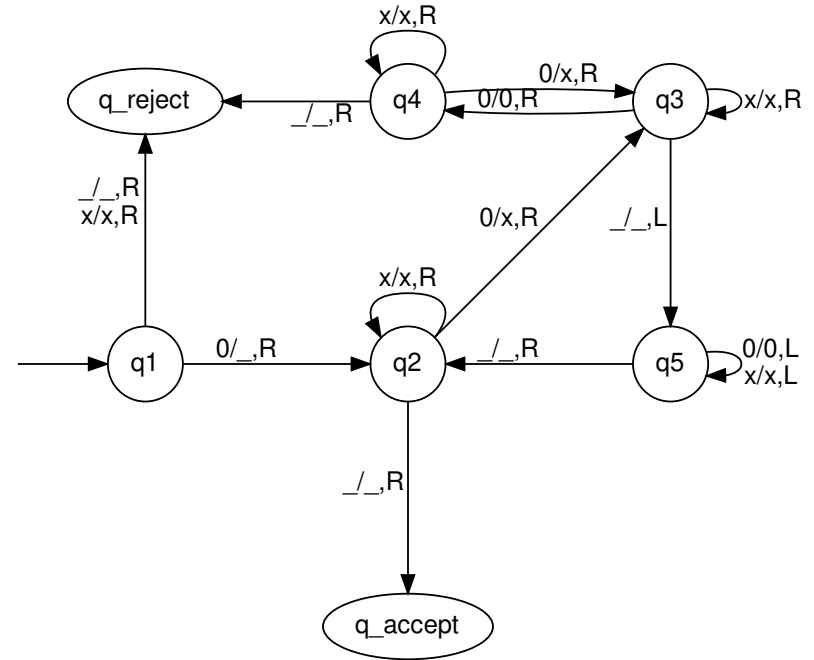 x/x,R
q_reject
q4
0/x,R
0/0,R
q3
x/x,R
_/_,R
_/_,R
x/x,R
0/x,R
_/_,L
x/x,R
q1
0/_,R
q2
_/_,R
q5
0/0,L
x/x,L
_/_,R
q_accept